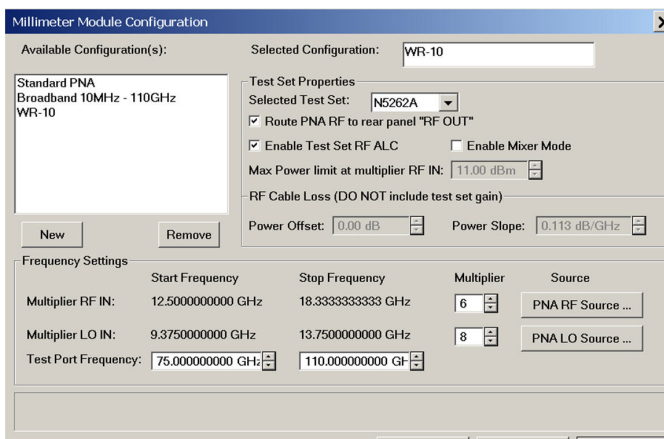 Millimeter Module Configuration
Available Configuration(s):
Selected Configuration: WR-10
Standard PNA
Broadband 10MHz - 110GHz
WR-10
New
Remove
Test Set Properties
Selected Test Set: N5262A
Route PNA RF to rear panel "RF OUT"
Enable Test Set RF ALC
Enable Mixer Mode
Max Power limit at multiplier RF IN: 11.00 dBm
RF Cable Loss (DO NOT include test set gain)
Power Offset: 0.00 dB
Power Slope: 0.113 dB/GHz
Frequency Settings
Start Frequency Stop Frequency Multiplier Source
Multiplier RF IN: 12.5000000000 GHz 18.3333333333 GHz 6 PNA RF Source ...
Multiplier LO IN: 9.3750000000 GHz 13.7500000000 GHz 8 PNA LO Source ...
Test Port Frequency: 75.000000000 GHz 110.000000000 GH